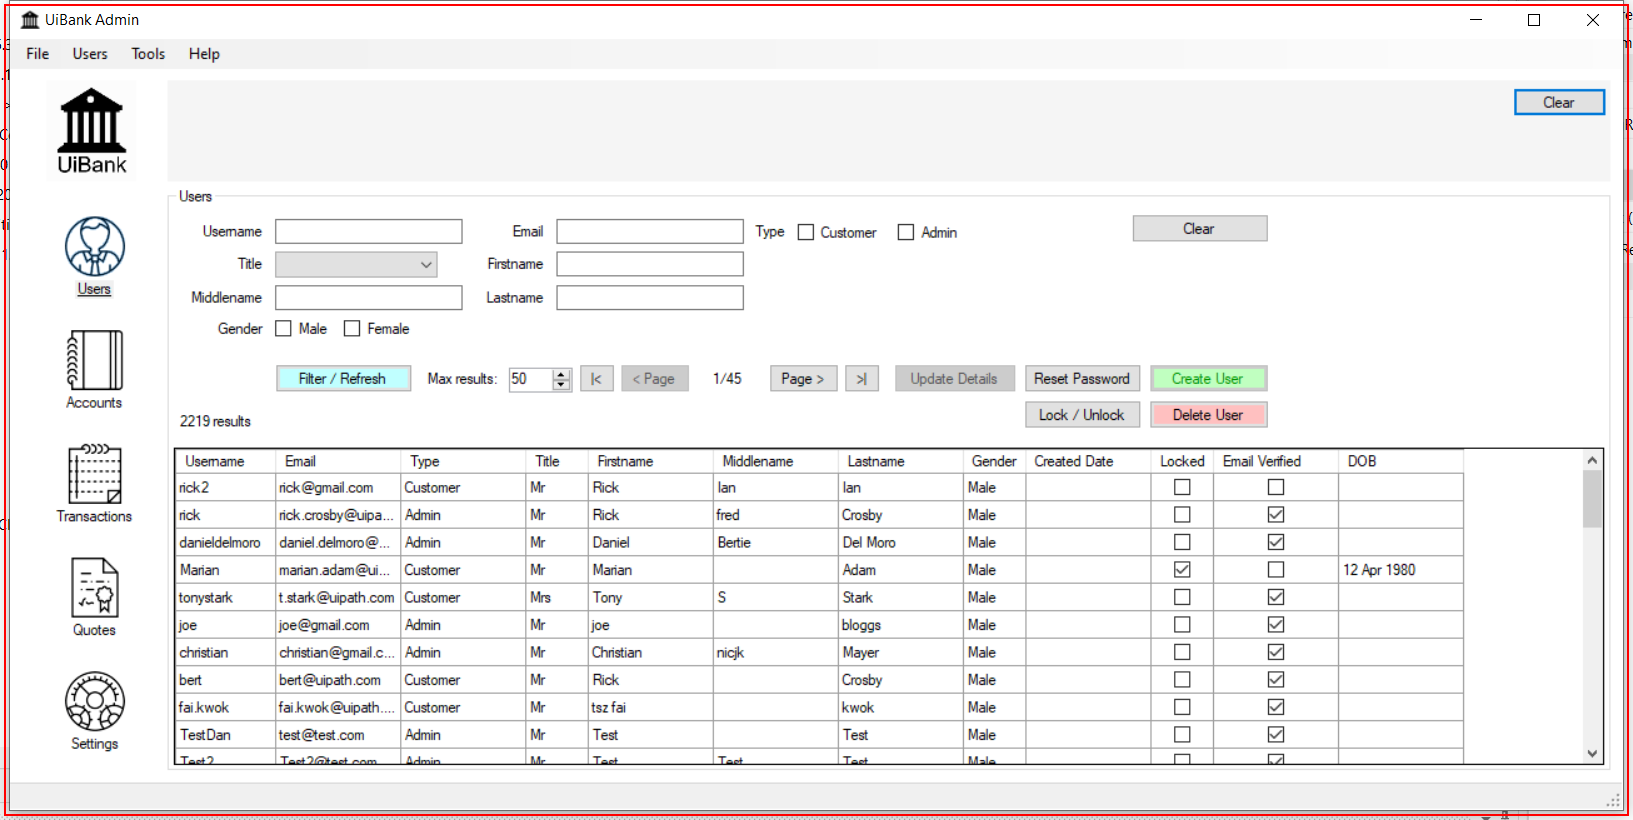 UiBank Admin
File Users Tools Help
Clear
UiBank
Users
Accounts
Transactions
Quotes
Settings
Users
Username Email Type Customer Admin Clear
Title Firstname
Middlename Lastname
Gender Male Female
Filter / Refresh Max results: 50 |< < Page 1/45 Page > >| Update Details Reset Password Create User
2219 results Lock / Unlock Delete User
Username Email Type Title Firstname Middlename Lastname Gender Created Date Locked Email Verified DOB
rick2 rick@gmail.com Customer Mr Rick Ian Ian Male
rick rick.crosby@uipa... Admin Mr Rick fred Crosby Male
danieldelmoro daniel.delmoro@... Admin Mr Daniel Bertie Del Moro Male
Marian marian.adam@ui... Customer Mr Marian Adam Male 12 Apr 1980
tonystark t.stark@uipath.com Customer Mrs Tony S Stark Male
joe joe@gmail.com Admin Mr joe bloggs Male
christian christian@gmail.c... Admin Mr Christian nicjk Mayer Male
bert bert@uipath.com Customer Mr Rick Crosby Male
fai.kwok fai.kwok@uipath.... Customer Mr tsz fai kwok Male
TestDan test@test.com Admin Mr Test Test Male
Test2 Test2@test.com Admin Mr Test Test Test Male